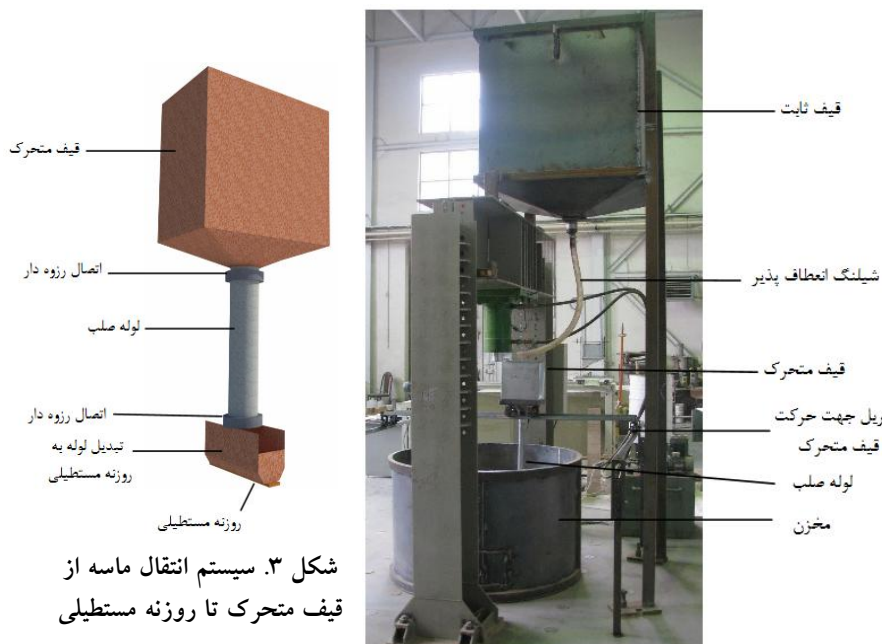 قیف متحرک
اتصال رزوه دار
لوله صلب
اتصال رزوه دار
تبدیل لوله به
روزنه مستطیلی
روزنه مستطیلی
شکل ۳. سیستم انتقال ماسه از
قیف متحرک تا روزنه مستطیلی
قیف ثابت
شیلنگ انعطاف پذیر
قیف متحرک
ریل جهت حرکت
قیف متحرک
لوله صلب
مخزن